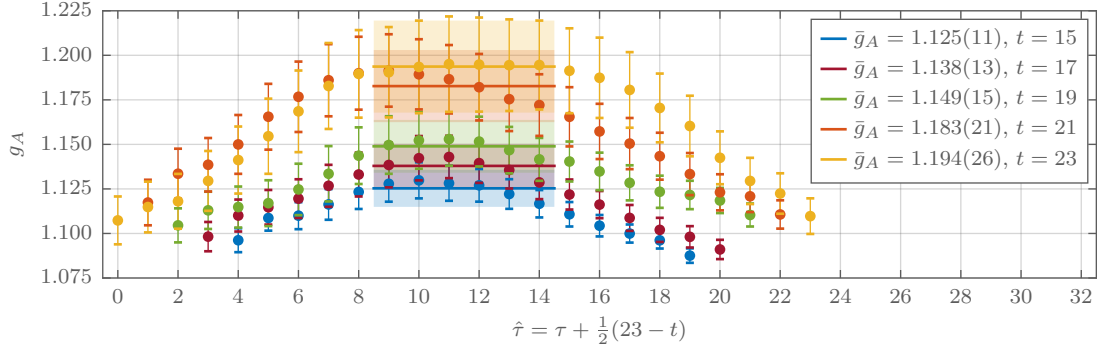 1.225
1.200
1.175
1.150
1.125
1.100
1.075
g_A
0 2 4 6 8 10 12 14 16 18 20 22 24 26 28 30 32
τ̂ = τ + ½(23 − t)
ḡ_A = 1.125(11), t = 15
ḡ_A = 1.138(13), t = 17
ḡ_A = 1.149(15), t = 19
ḡ_A = 1.183(21), t = 21
ḡ_A = 1.194(26), t = 23